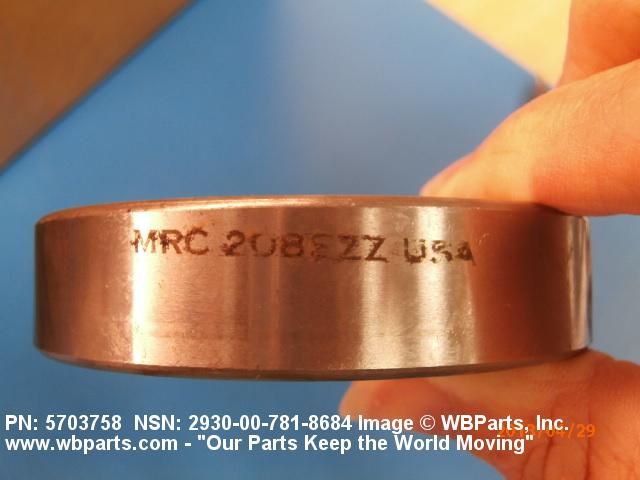 MRC 208SZZ USA
PN: 5703758 NSN: 2930-00-781-8684 Image © WBParts, Inc.
www.wbparts.com - "Our Parts Keep the World Moving"